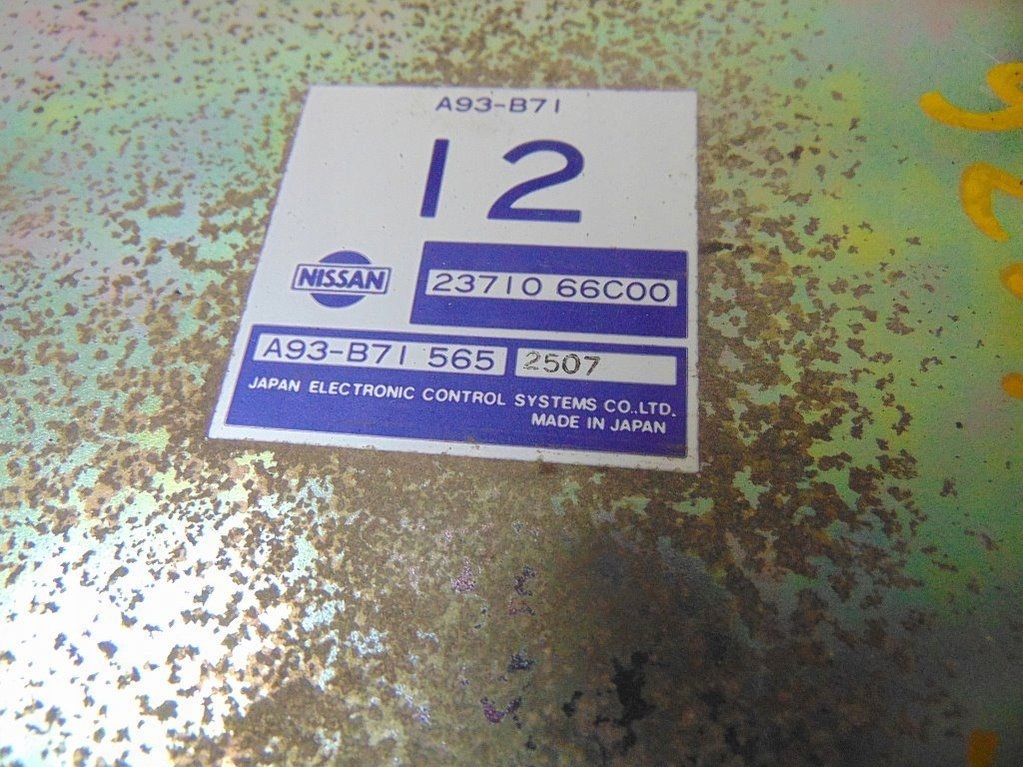 A93-B71
12
NISSAN
23710 66C00
A93-B71 565 2507
JAPAN ELECTRONIC CONTROL SYSTEMS CO.,LTD.
MADE IN JAPAN